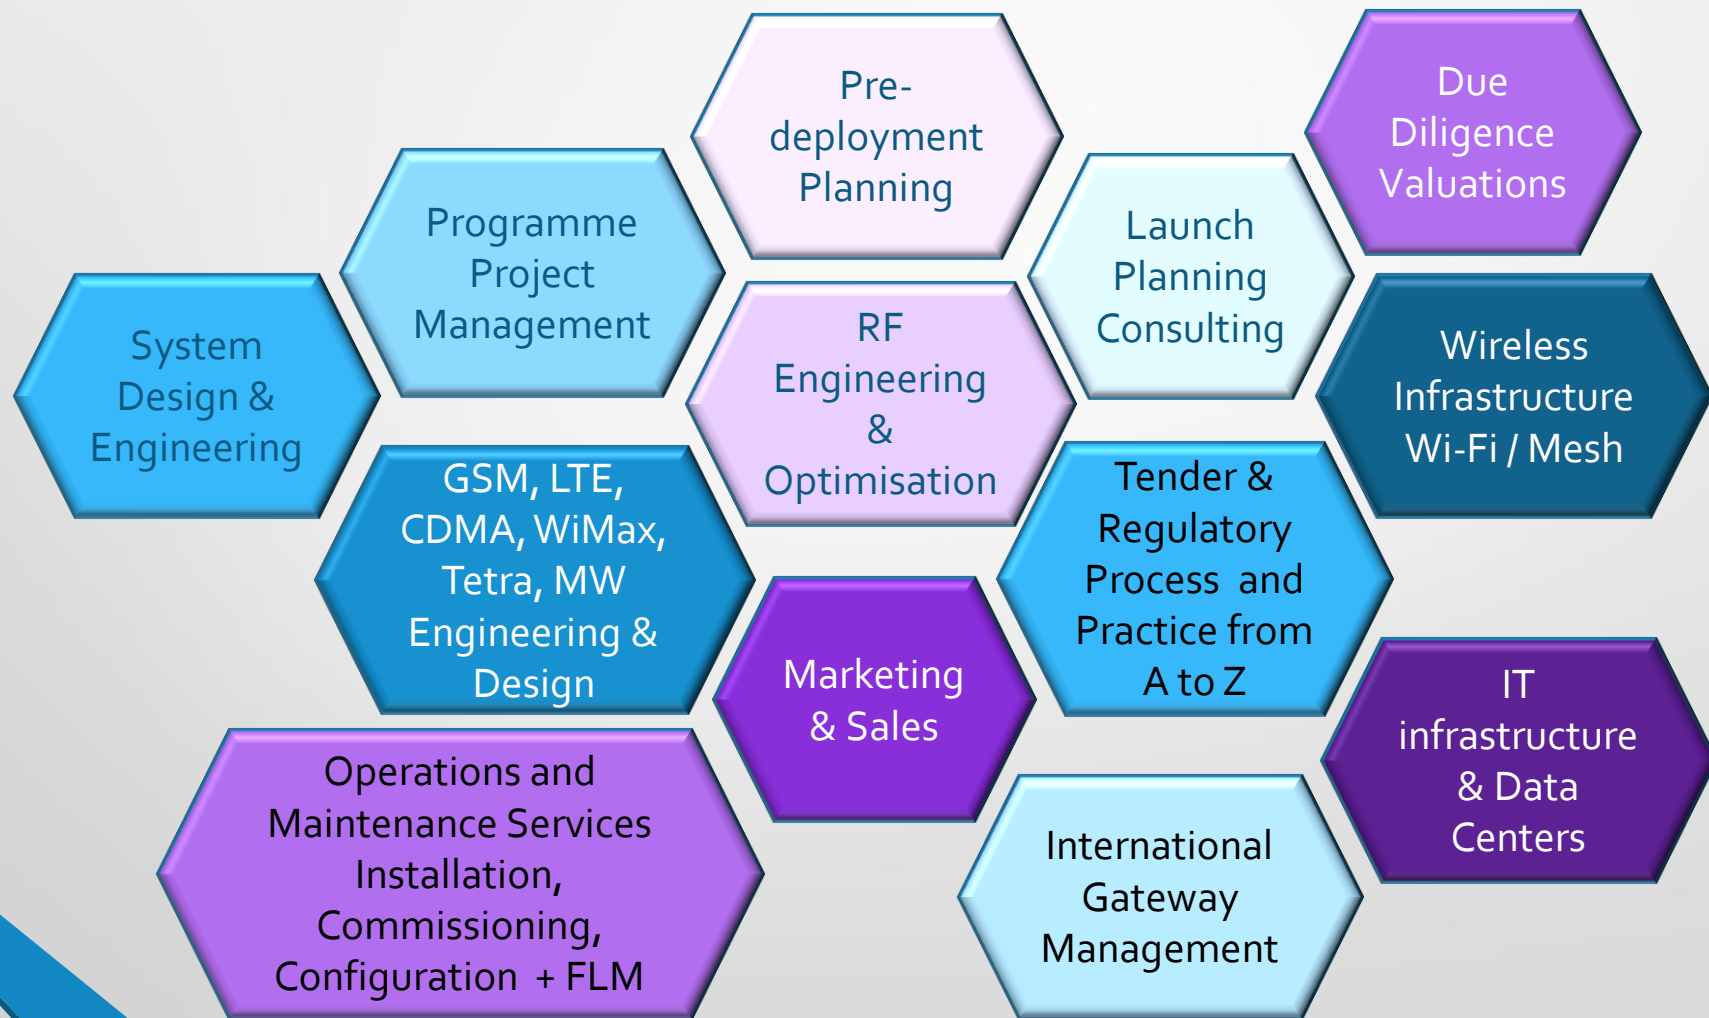 Pre-
deployment
Planning
Due
Diligence
Valuations
Programme
Project
Management
Launch
Planning
Consulting
System
Design &
Engineering
RF
Engineering
&
Optimisation
Wireless
Infrastructure
Wi-Fi / Mesh
GSM, LTE,
CDMA, WiMax,
Tetra, MW
Engineering &
Design
Tender &
Regulatory
Process  and
Practice from
A to Z
Marketing
& Sales
IT
infrastructure
& Data
Centers
Operations and
Maintenance Services
Installation,
Commissioning,
Configuration  + FLM
International
Gateway
Management